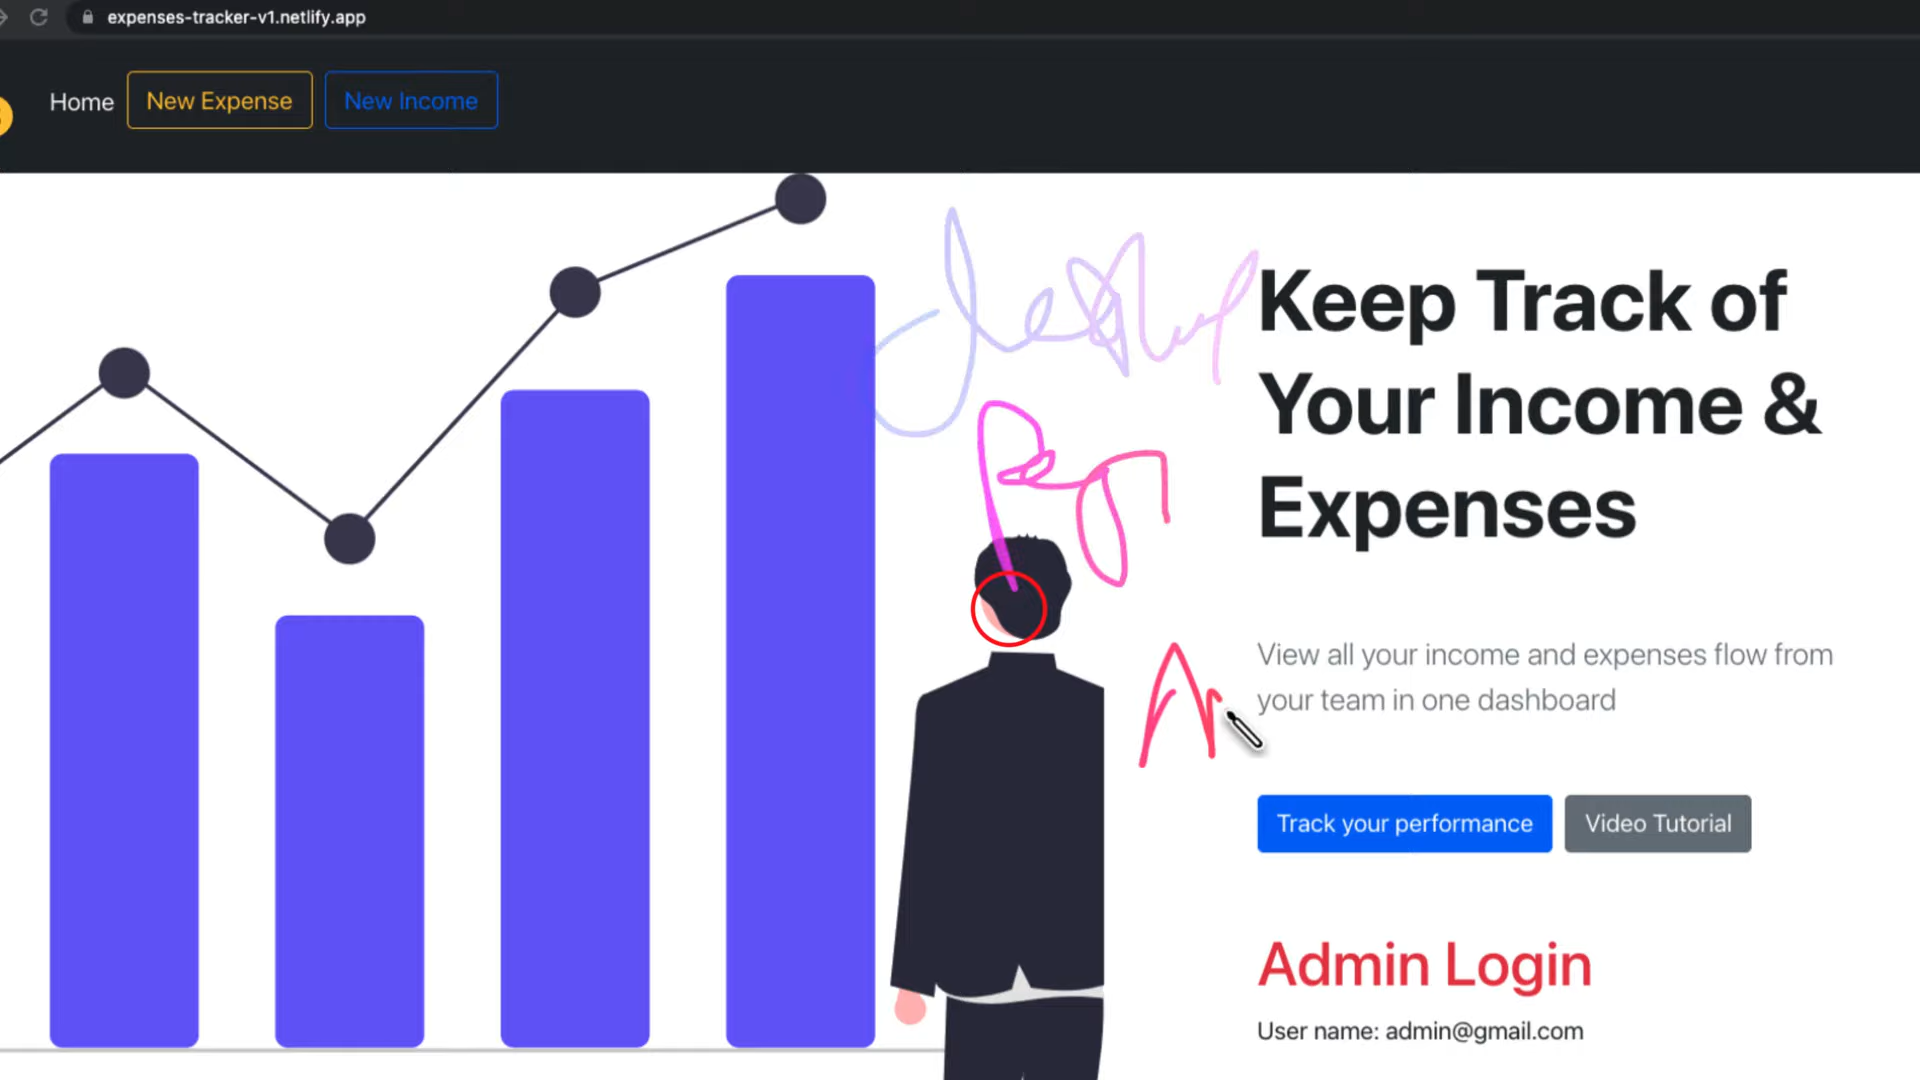 expenses-tracker-v1.netlify.app
Home
New Expense
New Income
Keep Track of
Your Income &
Expenses
View all your income and expenses flow from
your team in one dashboard
Track your performance
Video Tutorial
Admin Login
User name: admin@gmail.com